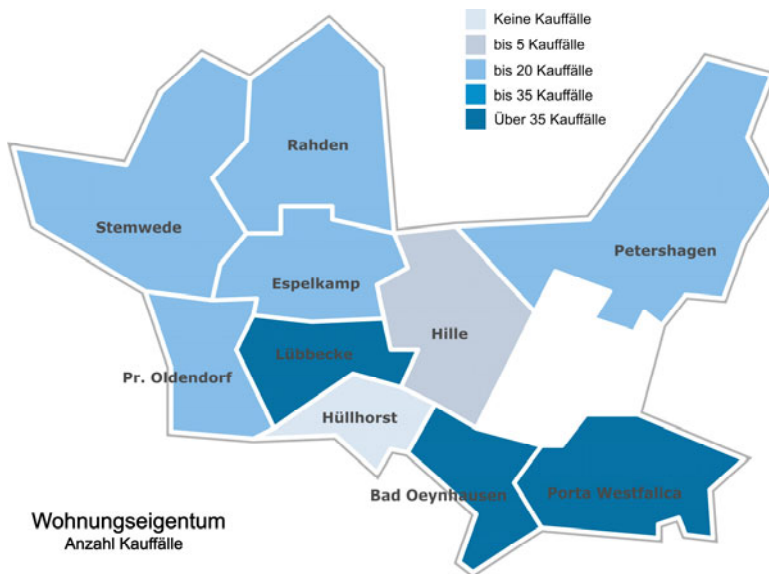 Keine Kauffälle
bis 5 Kauffälle
bis 20 Kauffälle
bis 35 Kauffälle
Über 35 Kauffälle
Rahden
Stemwede
Petershagen
Espelkamp
Hille
Lübbecke
Pr. Oldendorf
Hüllhorst
Bad Oeynhausen
Porta Westfalica
Wohnungseigentum
Anzahl Kauffälle